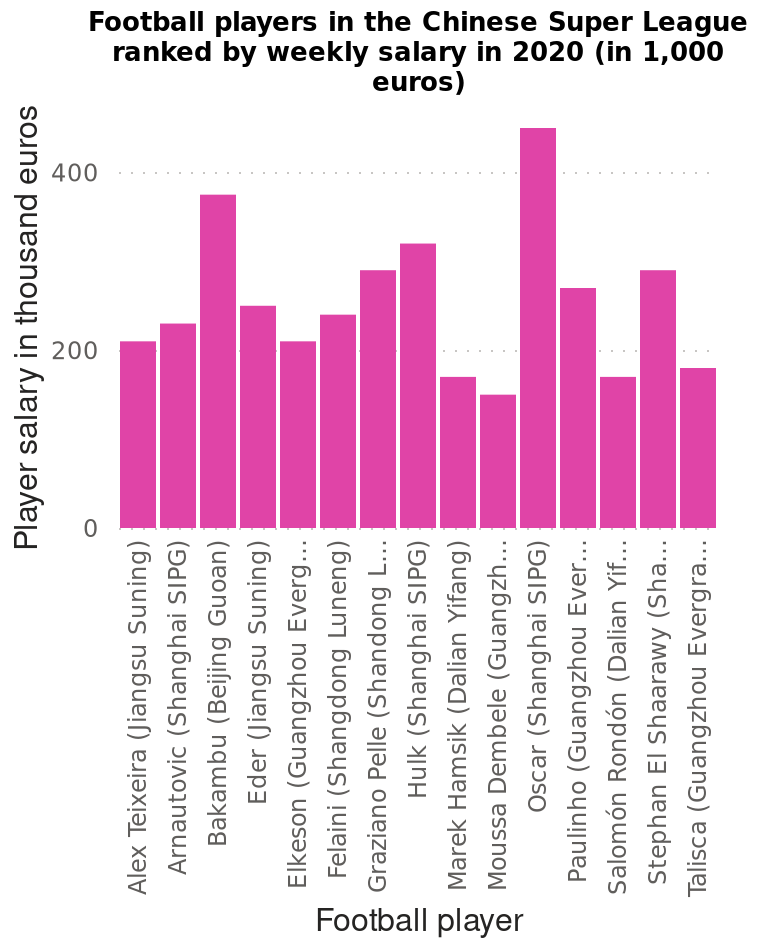 Football players in the Chinese Super League
ranked by weekly salary in 2020 (in 1,000
euros)
Player salary in thousand euros
400
200
0
Alex Teixeira (Jiangsu Suning)
Arnautovic (Shanghai SIPG)
Bakambu (Beijing Guoan)
Eder (Jiangsu Suning)
Elkeson (Guangzhou Everg...
Felaini (Shangdong Luneng)
Graziano Pelle (Shandong L...
Hulk (Shanghai SIPG)
Marek Hamsik (Dalian Yifang)
Moussa Dembele (Guangzh...
Oscar (Shanghai SIPG)
Paulinho (Guangzhou Ever...
Salomón Rondón (Dalian Yif...
Stephan El Shaarawy (Sha...
Talisca (Guangzhou Evergra...
Football player